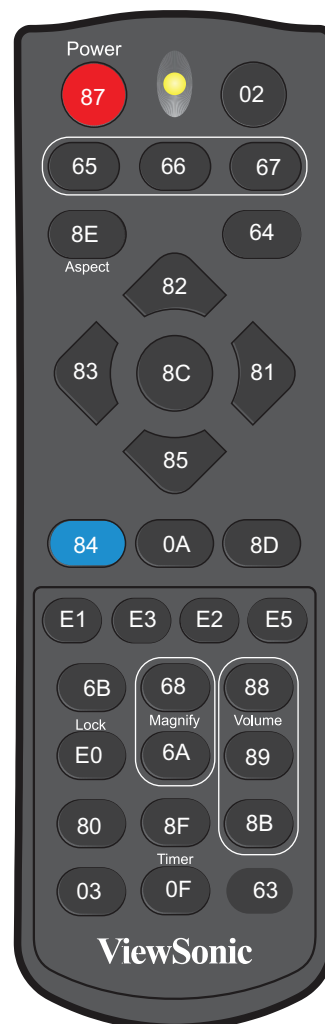 Power
87 02
65 66 67
8E 64
Aspect
82
83 8C 81
85
84 0A 8D
E1 E3 E2 E5
6B 68 88
Lock Magnify Volume
E0 6A 89
80 8F 8B
Timer
03 0F 63
ViewSonic